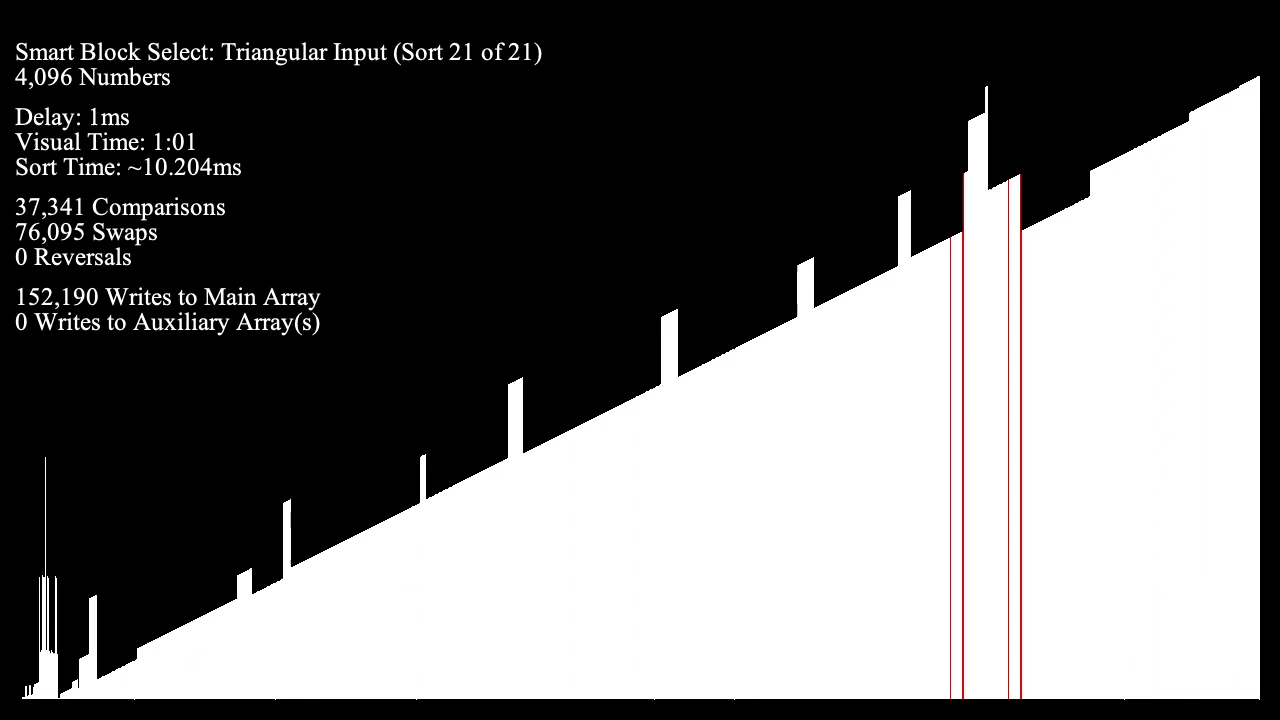 Smart Block Select: Triangular Input (Sort 21 of 21)
4,096 Numbers
Delay: 1ms
Visual Time: 1:01
Sort Time: ~10.204ms
37,341 Comparisons
76,095 Swaps
0 Reversals
152,190 Writes to Main Array
0 Writes to Auxiliary Array(s)